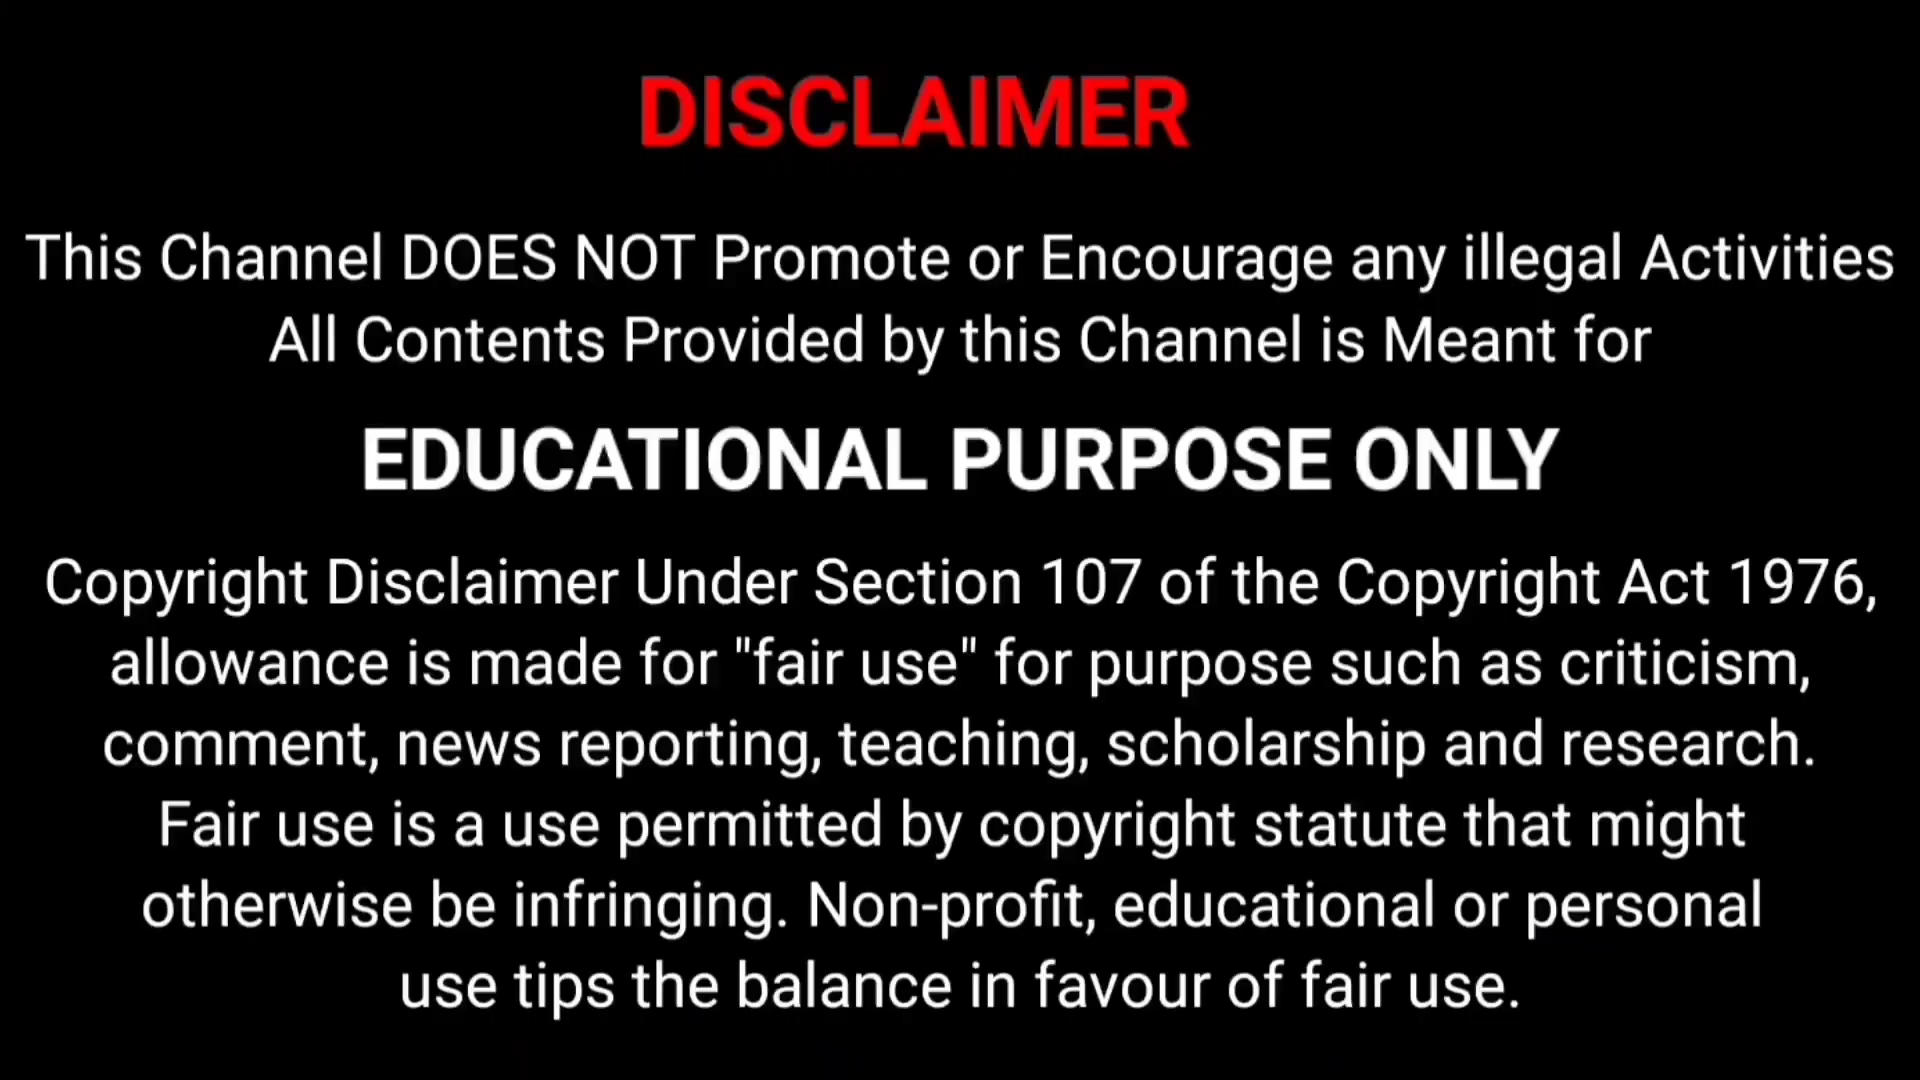 DISCLAIMER
This Channel DOES NOT Promote or Encourage any illegal Activities
All Contents Provided by this Channel is Meant for
EDUCATIONAL PURPOSE ONLY
Copyright Disclaimer Under Section 107 of the Copyright Act 1976,
allowance is made for "fair use" for purpose such as criticism,
comment, news reporting, teaching, scholarship and research.
Fair use is a use permitted by copyright statute that might
otherwise be infringing. Non-profit, educational or personal
use tips the balance in favour of fair use.